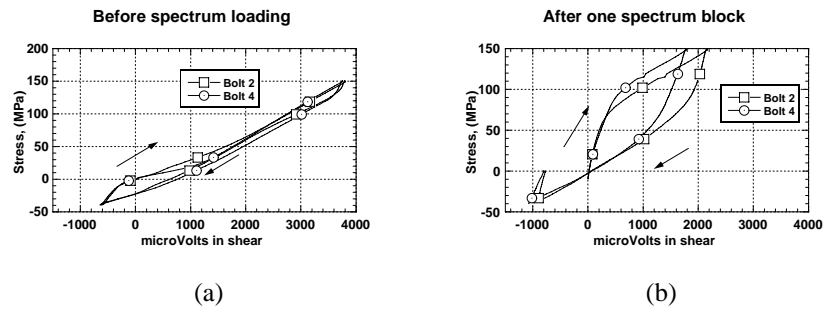 Before spectrum loading
After one spectrum block
200
150
100
50
0
-50
Stress, (MPa)
Bolt 2
Bolt 4
-1000 0 1000 2000 3000 4000
microVolts in shear
(a)
150
100
50
0
-50
Stress, (MPa)
Bolt 2
Bolt 4
-1000 0 1000 2000 3000 4000
microVolts in shear
(b)